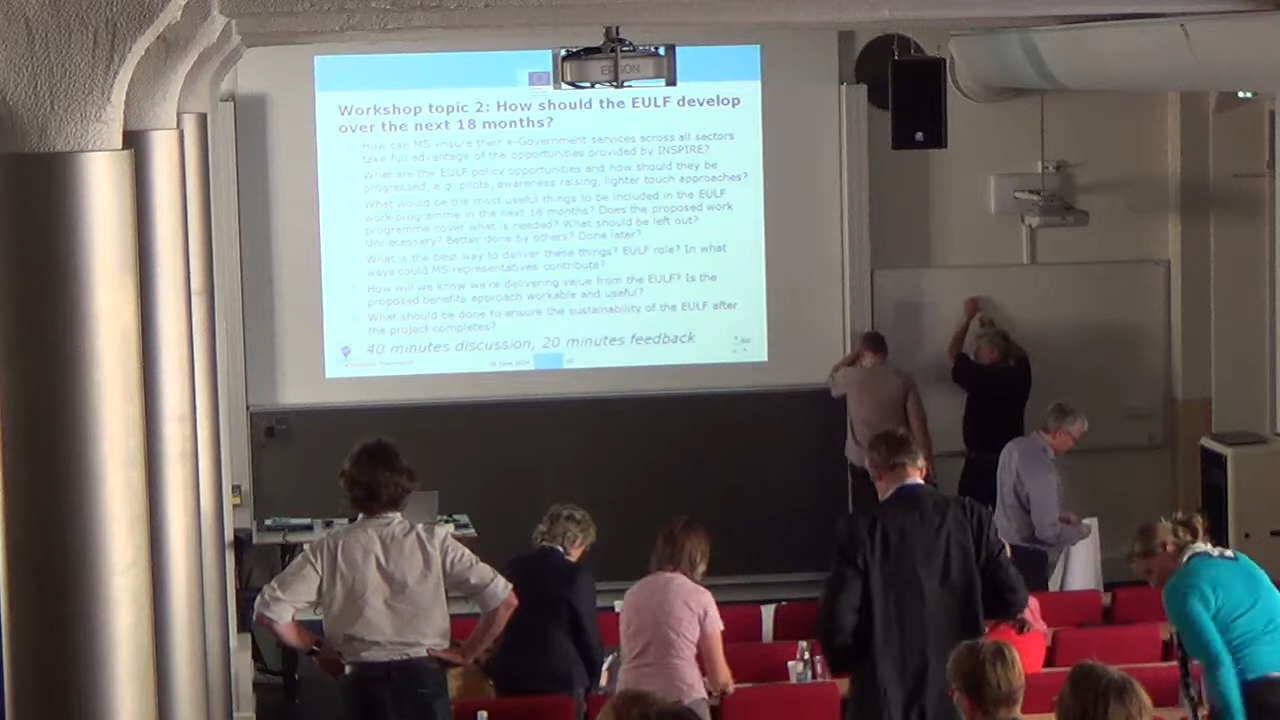 EPSON
Workshop topic 2: How should the EULF develop
over the next 18 months?
How can MS ensure their e-Government services across all sectors
take full advantage of the opportunities provided by INSPIRE?
What are the EULF policy opportunities and how should they be
progressed, e.g. pilots, awareness raising, lighter touch approaches?
What would be the most useful things to be included in the EULF
work programme in the next 18 months? Does the proposed work
programme cover what is needed? What should be left out?
Unnecessary? Better done by others? Done later?
What is the best way to deliver these things? EULF role? In what
ways could MS representatives contribute?
How will we know we're delivering value from the EULF? Is the
proposed benefits approach workable and useful?
What should be done to ensure the sustainability of the EULF after
the project completes?
40 minutes discussion, 20 minutes feedback